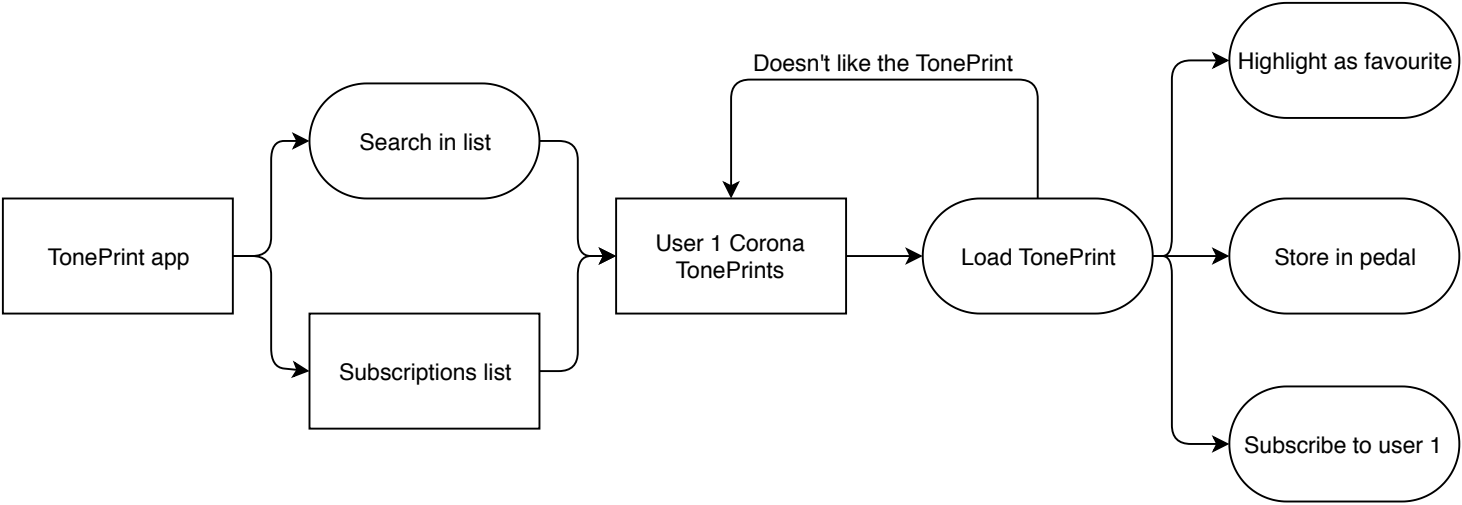 Highlight as favourite
Doesn't like the TonePrint
Search in list
TonePrint app
User 1 Corona
TonePrints
Load TonePrint
Store in pedal
Subscriptions list
Subscribe to user 1